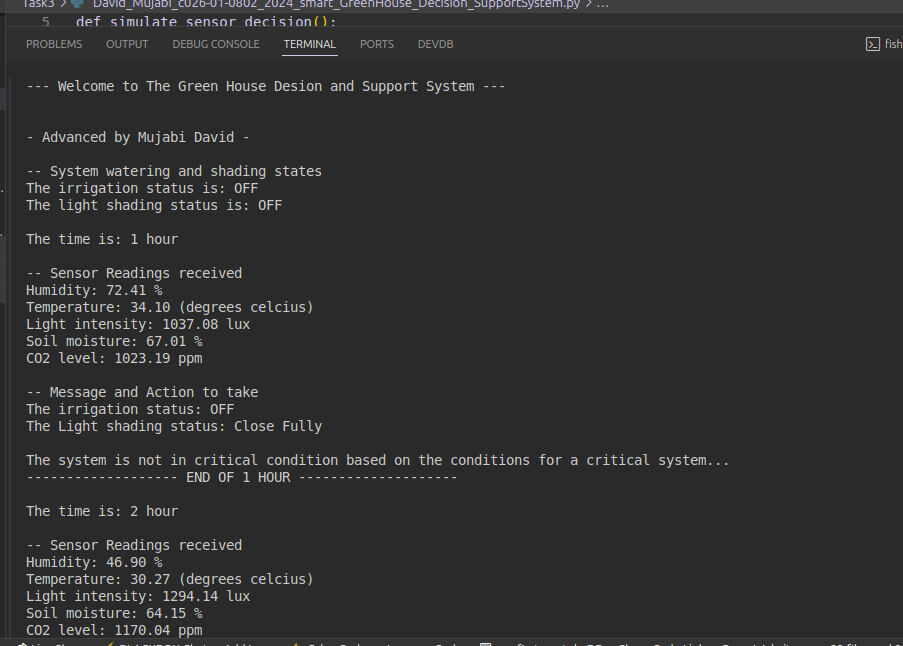 Task3 > David_Mujabi_c026-01-0802_2024_smart_GreenHouse_Decision_SupportSystem.py > ...
5 def simulate_sensor_decision():
PROBLEMS OUTPUT DEBUG CONSOLE TERMINAL PORTS DEVDB fish
--- Welcome to The Green House Desion and Support System ---
- Advanced by Mujabi David -
-- System watering and shading states
The irrigation status is: OFF
The light shading status is: OFF
The time is: 1 hour
-- Sensor Readings received
Humidity: 72.41 %
Temperature: 34.10 (degrees celcius)
Light intensity: 1037.08 lux
Soil moisture: 67.01 %
CO2 level: 1023.19 ppm
-- Message and Action to take
The irrigation status: OFF
The Light shading status: Close Fully
The system is not in critical condition based on the conditions for a critical system...
------------------- END OF 1 HOUR --------------------
The time is: 2 hour
-- Sensor Readings received
Humidity: 46.90 %
Temperature: 30.27 (degrees celcius)
Light intensity: 1294.14 lux
Soil moisture: 64.15 %
CO2 level: 1170.04 ppm